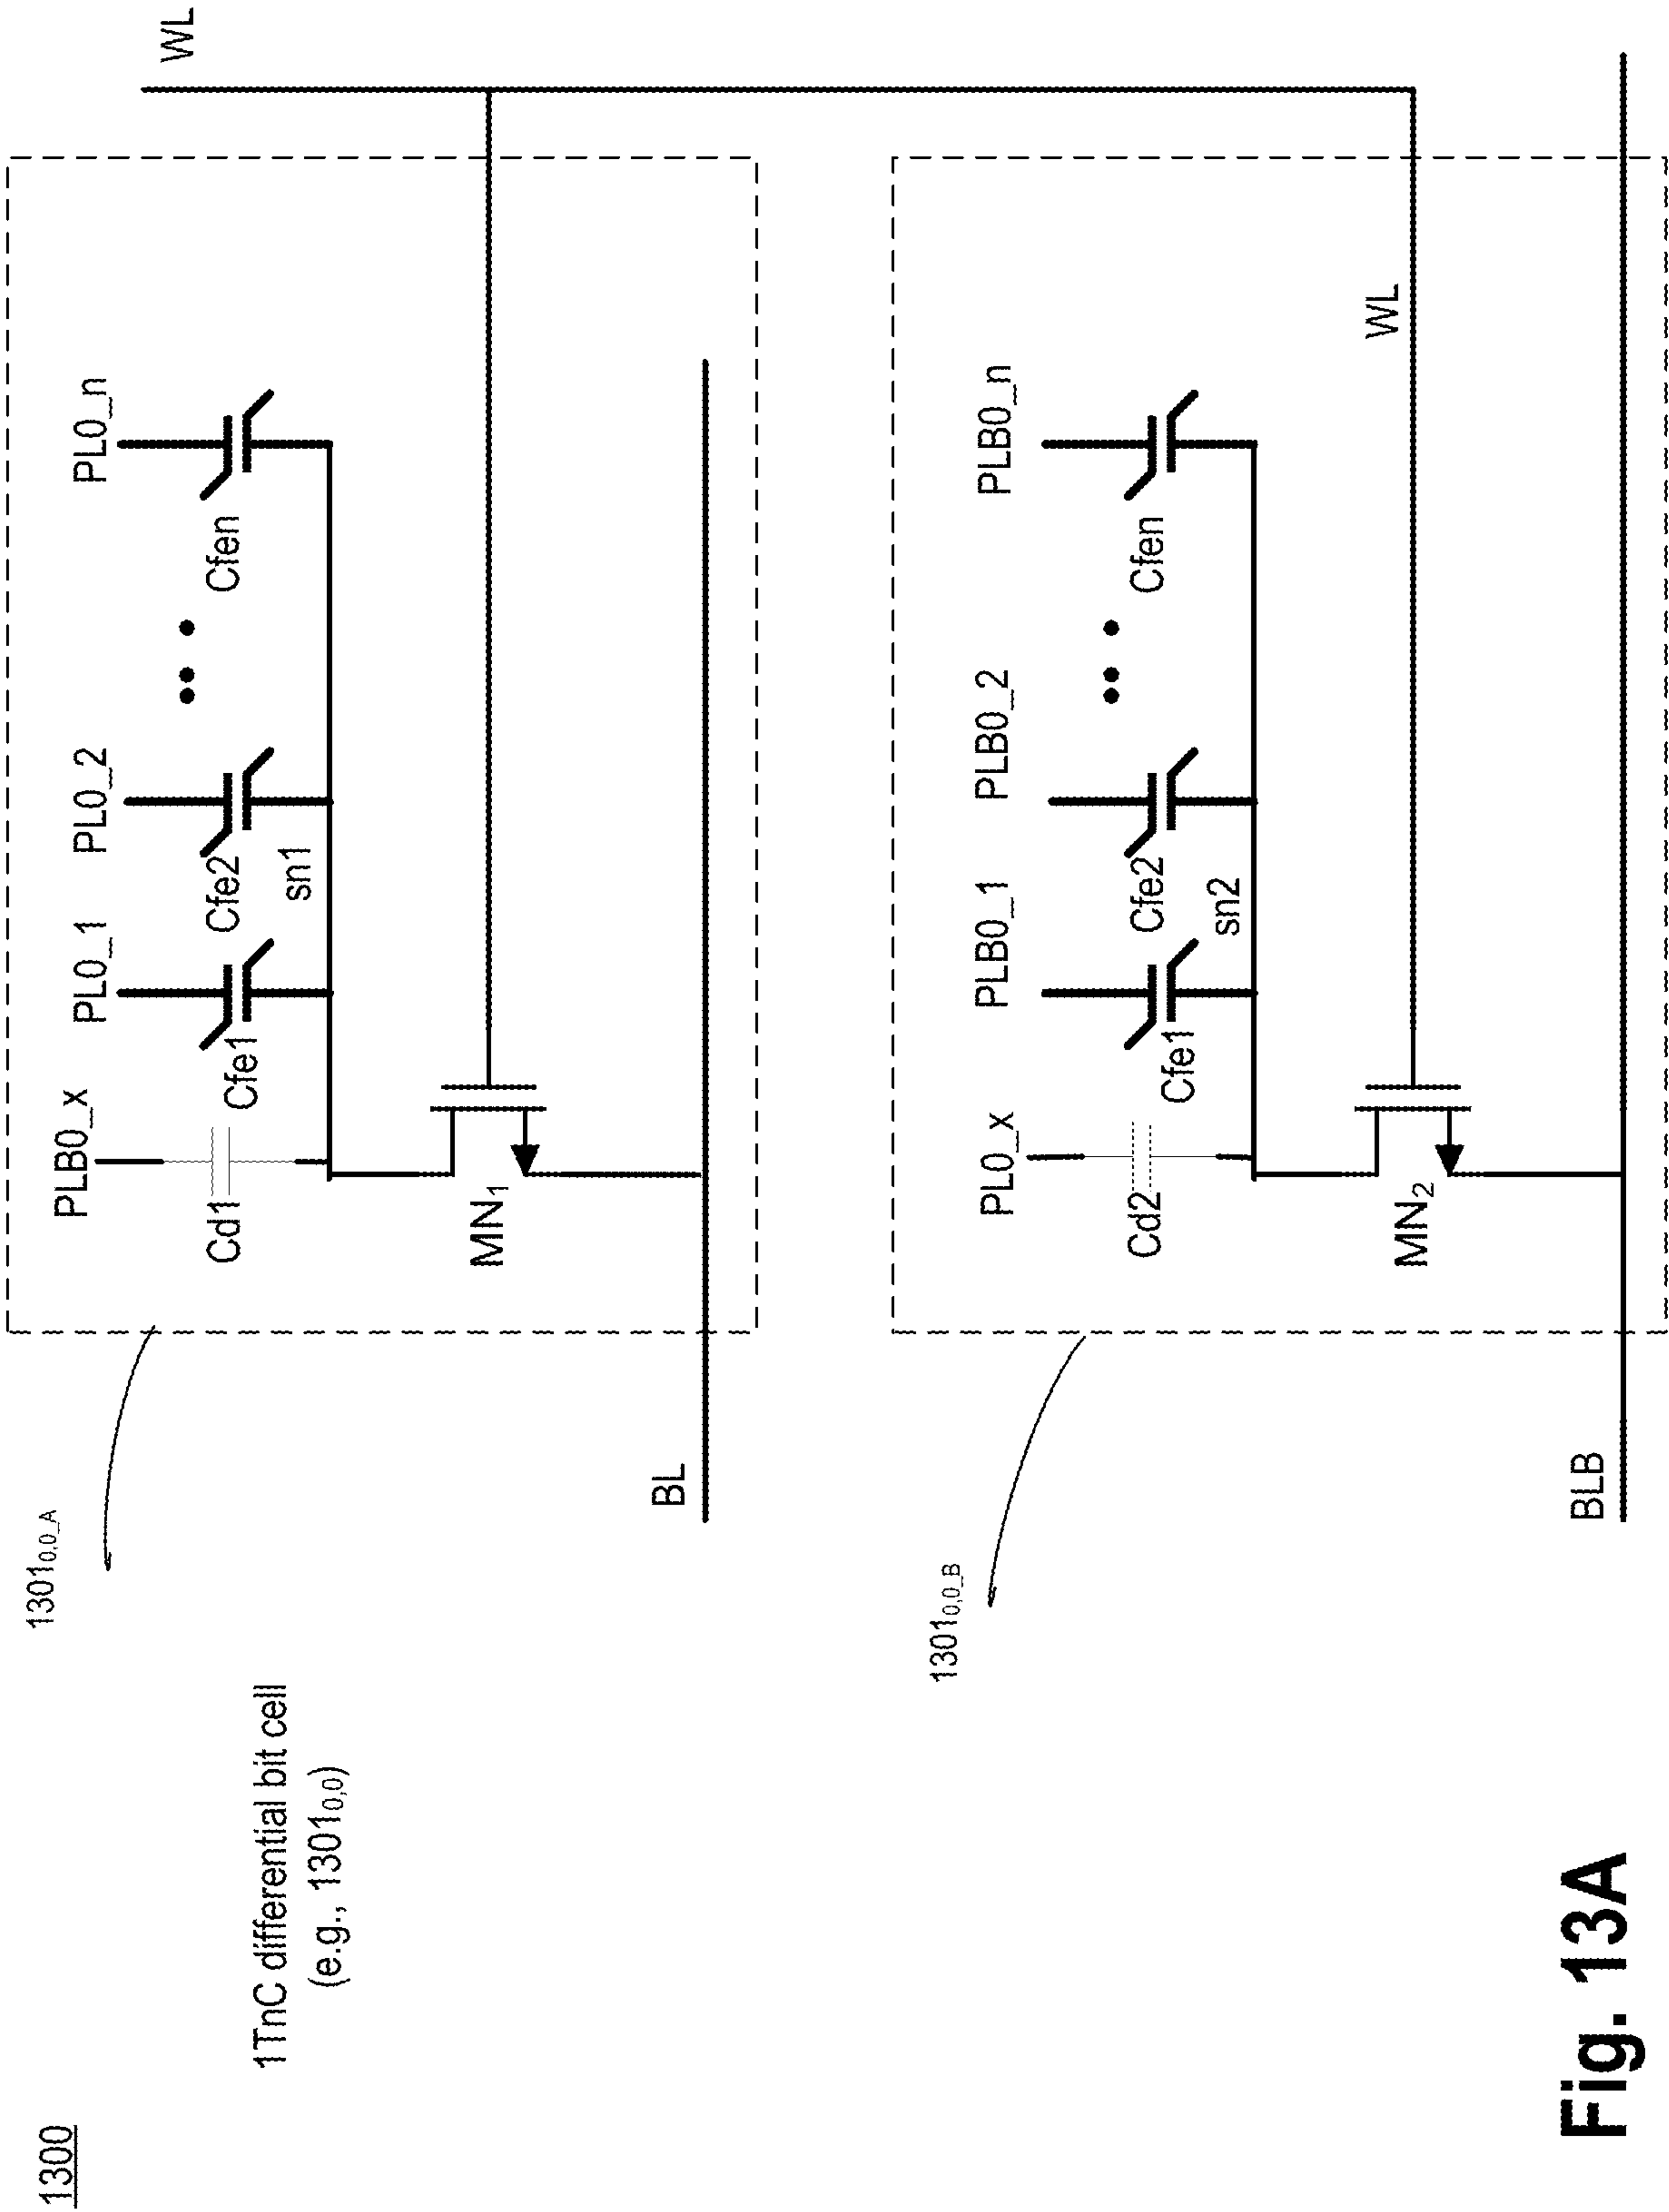 1300
1TnC differential bit cell
(e.g., 1301₀,₀)
1301₀,₀_A
PLB0_x
PL0_1
PL0_2
PL0_n
Cd1
Cfe1
Cfe2
Cfen
sn1
MN₁
BL
WL
1301₀,₀_B
PL0_x
PLB0_1
PLB0_2
PLB0_n
Cd2
Cfe1
Cfe2
Cfen
sn2
MN₂
WL
BLB
Fig. 13A